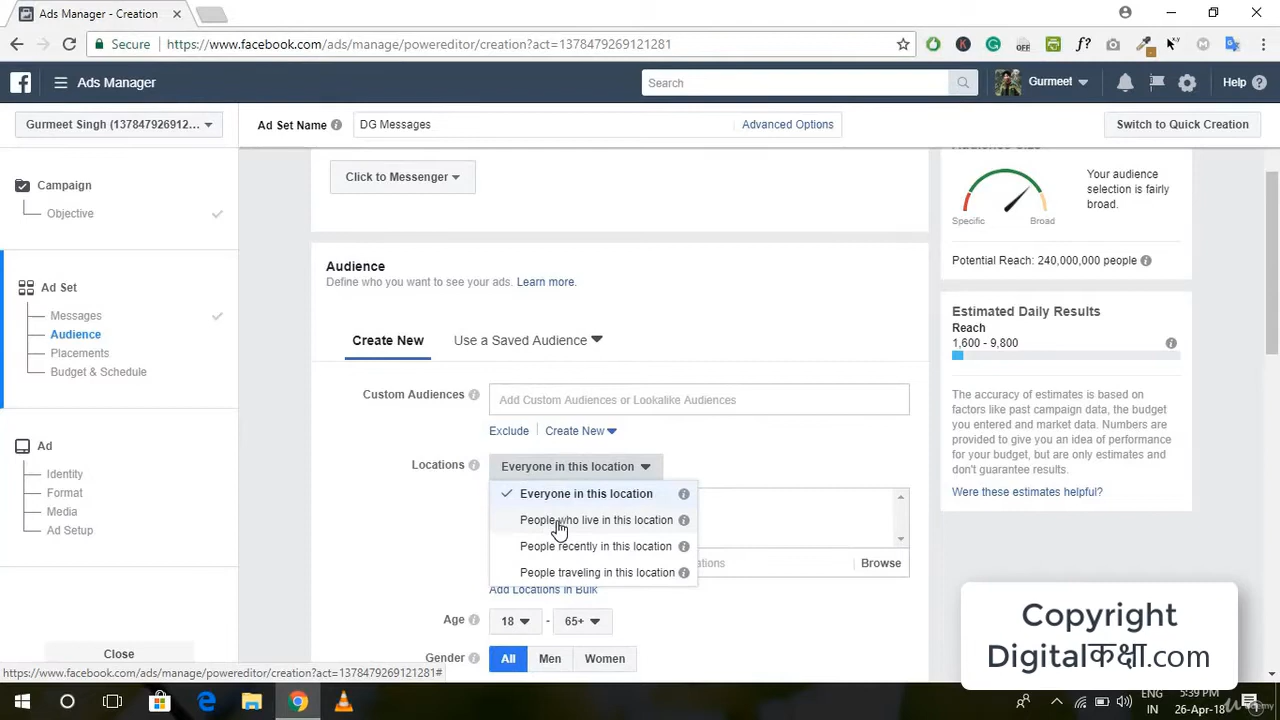 Ads Manager - Creation
Secure
https://www.facebook.com/ads/manage/powereditor/creation?act=1378479269121281
Ads Manager
Search
Gurmeet
Help
Gurmeet Singh (137847926912...
Ad Set Name
DG Messages
Advanced Options
Switch to Quick Creation
Campaign
Objective
Ad Set
Messages
Audience
Placements
Budget & Schedule
Ad
Identity
Format
Media
Ad Setup
Close
Click to Messenger
Audience
Define who you want to see your ads. Learn more.
Create New
Use a Saved Audience
Custom Audiences
Add Custom Audiences or Lookalike Audiences
Exclude
Create New
Locations
Everyone in this location
Everyone in this location
People who live in this location
People recently in this location
People traveling in this location
Browse
Add Locations in Bulk
Age
18 - 65+
Gender
All
Men
Women
Your audience
selection is fairly
broad.
Specific
Broad
Potential Reach: 240,000,000 people
Estimated Daily Results
Reach
1,600 - 9,800
The accuracy of estimates is based on
factors like past campaign data, the budget
you entered and market data. Numbers are
provided to give you an idea of performance
for your budget, but are only estimates and
don't guarantee results.
Were these estimates helpful?
Copyright
Digitalकक्षा.com
https://www.facebook.com/ads/manage/powereditor/creation?act=1378479269121281#
ENG
IN
5:39 PM
26-Apr-18